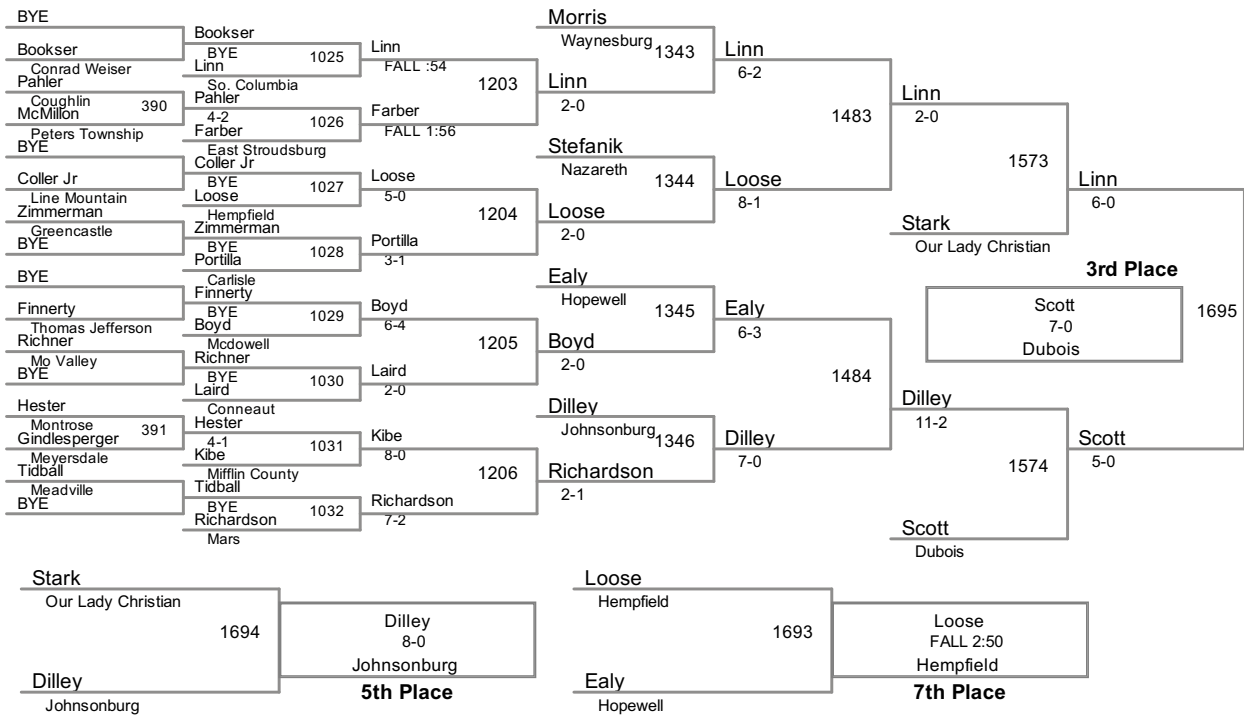 BYE
Bookser
Conrad Weiser
Pahler
Coughlin
390
McMillon
Peters Township
BYE
Coller Jr
Line Mountain
Zimmerman
Greencastle
BYE
BYE
Finnerty
Thomas Jefferson
Richner
Mo Valley
BYE
Hester
Montrose
391
Gindlesperger
Meyersdale
Tidball
Meadville
BYE
Bookser
BYE
1025
Linn
So. Columbia
Pahler
4-2
1026
Farber
East Stroudsburg
Coller Jr
BYE
1027
Loose
Hempfield
Zimmerman
BYE
1028
Portilla
Carlisle
Finnerty
BYE
1029
Boyd
Mcdowell
Richner
BYE
1030
Laird
Conneaut
Hester
4-1
1031
Kibe
Mifflin County
Tidball
BYE
1032
Richardson
Mars
Linn
FALL :54
1203
Farber
FALL 1:56
Loose
5-0
1204
Portilla
3-1
Boyd
6-4
1205
Laird
2-0
Kibe
8-0
1206
Richardson
7-2
Morris
Waynesburg
1343
Linn
2-0
Stefanik
Nazareth
1344
Loose
2-0
Ealy
Hopewell
1345
Boyd
2-0
Dilley
Johnsonburg
1346
Richardson
2-1
Linn
6-2
1483
Loose
8-1
Ealy
6-3
1484
Dilley
7-0
Linn
2-0
1573
Stark
Our Lady Christian
Dilley
11-2
1574
Scott
Dubois
Linn
6-0
3rd Place
Scott
7-0
Dubois
1695
Scott
5-0
Stark
Our Lady Christian
1694
Dilley
Johnsonburg
Dilley
8-0
Johnsonburg
5th Place
Loose
Hempfield
1693
Ealy
Hopewell
Loose
FALL 2:50
Hempfield
7th Place